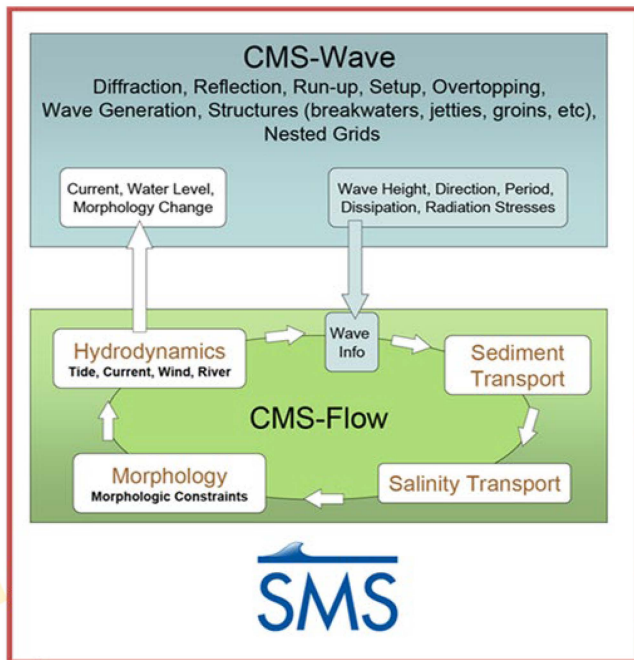 CMS-Wave
Diffraction, Reflection, Run-up, Setup, Overtopping,
Wave Generation, Structures (breakwaters, jetties, groins, etc),
Nested Grids
Current, Water Level,
Morphology Change
Wave Height, Direction, Period,
Dissipation, Radiation Stresses
Hydrodynamics
Tide, Current, Wind, River
Wave
Info
Sediment
Transport
CMS-Flow
Morphology
Morphologic Constraints
Salinity Transport
SMS